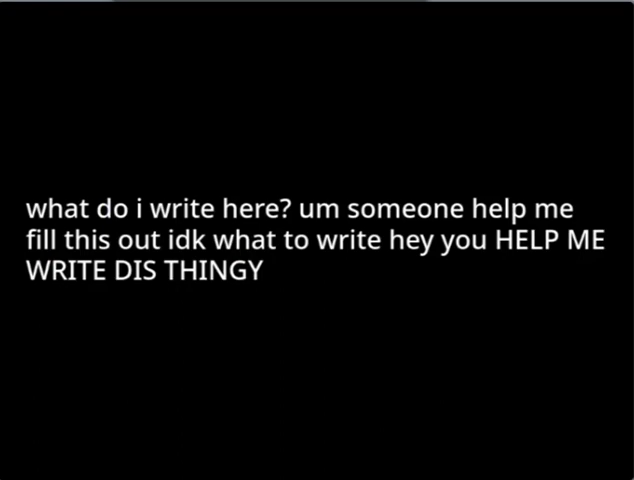 what do i write here? um someone help me
fill this out idk what to write hey you HELP ME
WRITE DIS THINGY